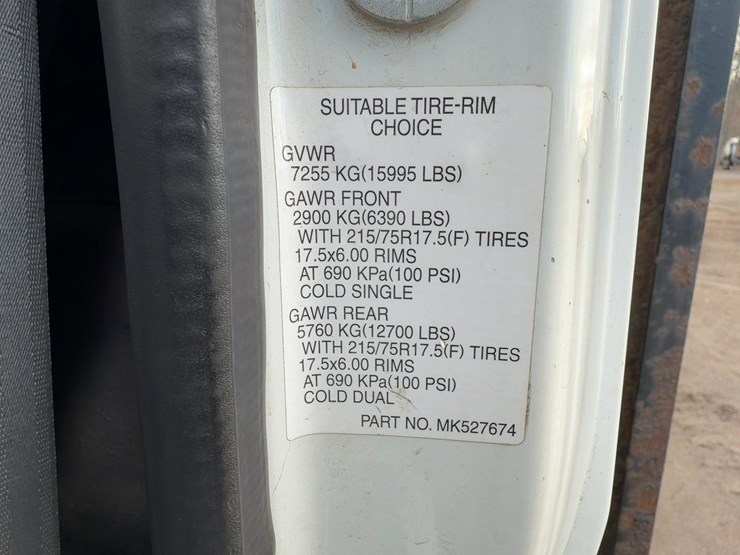 SUITABLE TIRE-RIM
CHOICE
GVWR
7255 KG(15995 LBS)
GAWR FRONT
2900 KG(6390 LBS)
WITH 215/75R17.5(F) TIRES
17.5x6.00 RIMS
AT 690 KPa(100 PSI)
COLD SINGLE
GAWR REAR
5760 KG(12700 LBS)
WITH 215/75R17.5(F) TIRES
17.5x6.00 RIMS
AT 690 KPa(100 PSI)
COLD DUAL
PART NO. MK527674